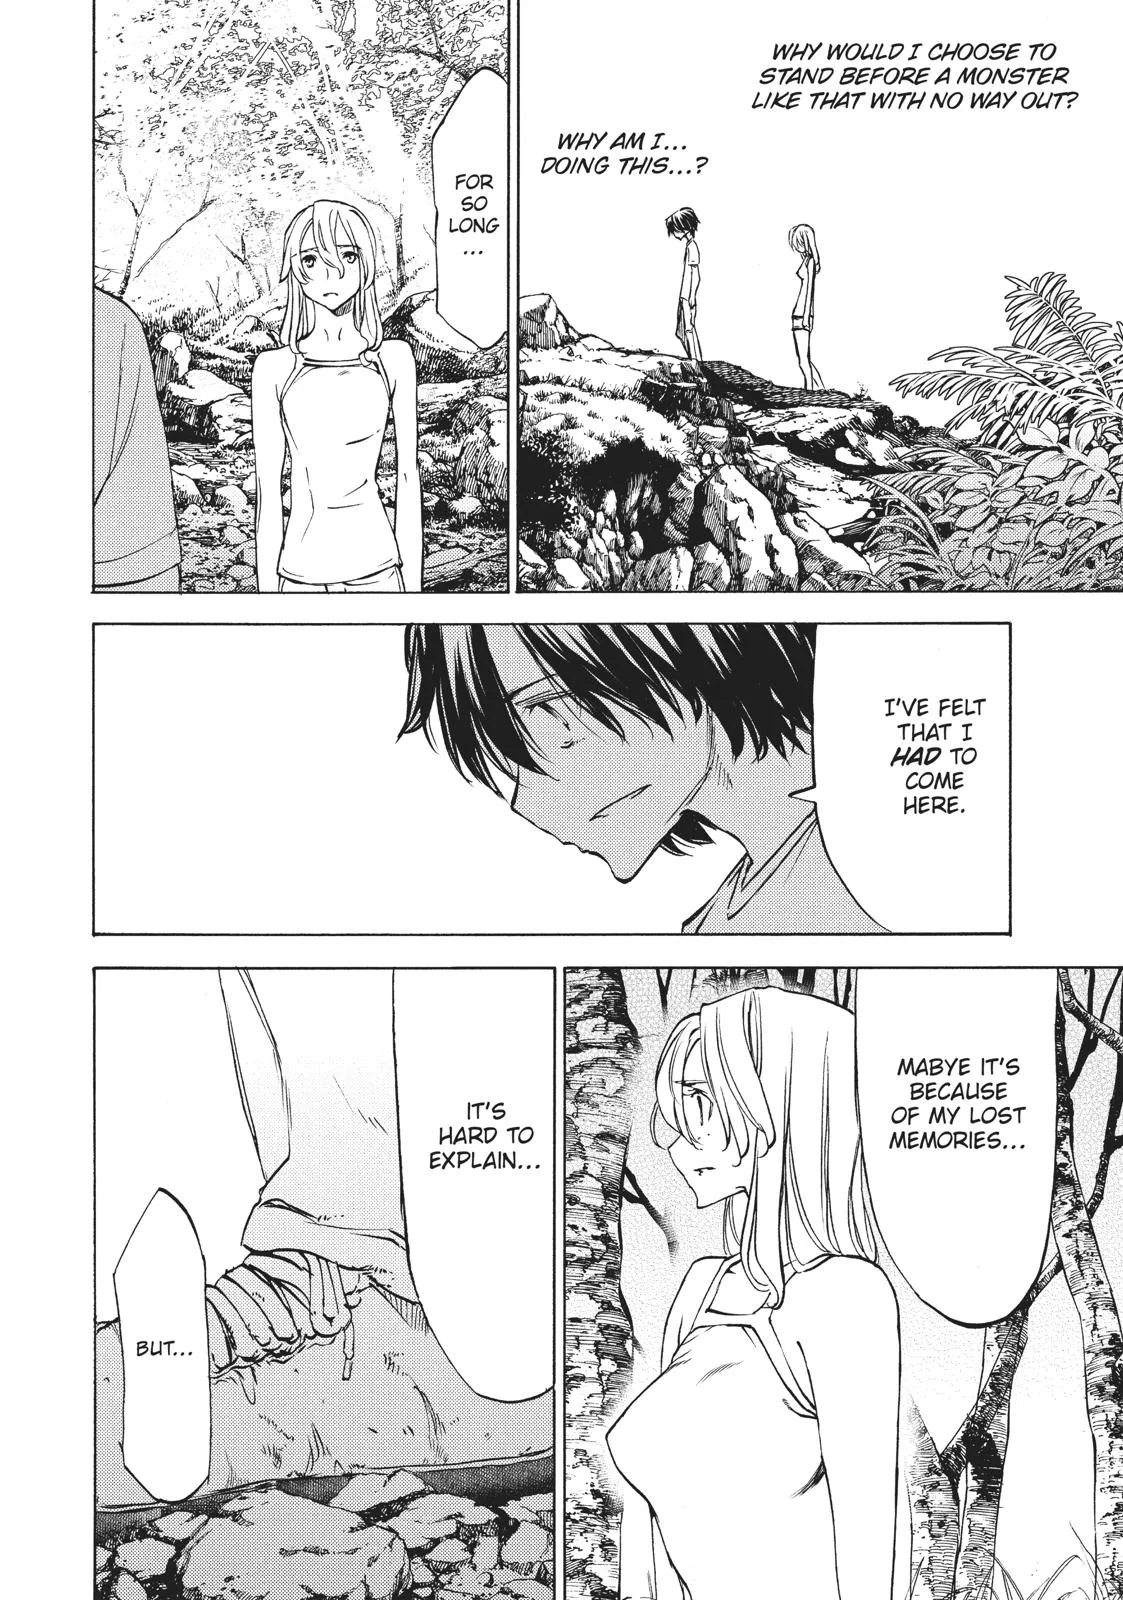 WHY WOULD I CHOOSE TO
STAND BEFORE A MONSTER
LIKE THAT WITH NO WAY OUT?
WHY AM I...
DOING THIS...?
FOR
SO
LONG
...
I'VE FELT
THAT I
HAD TO
COME
HERE.
MABYE IT'S
BECAUSE
OF MY LOST
MEMORIES...
IT'S
HARD TO
EXPLAIN...
BUT...